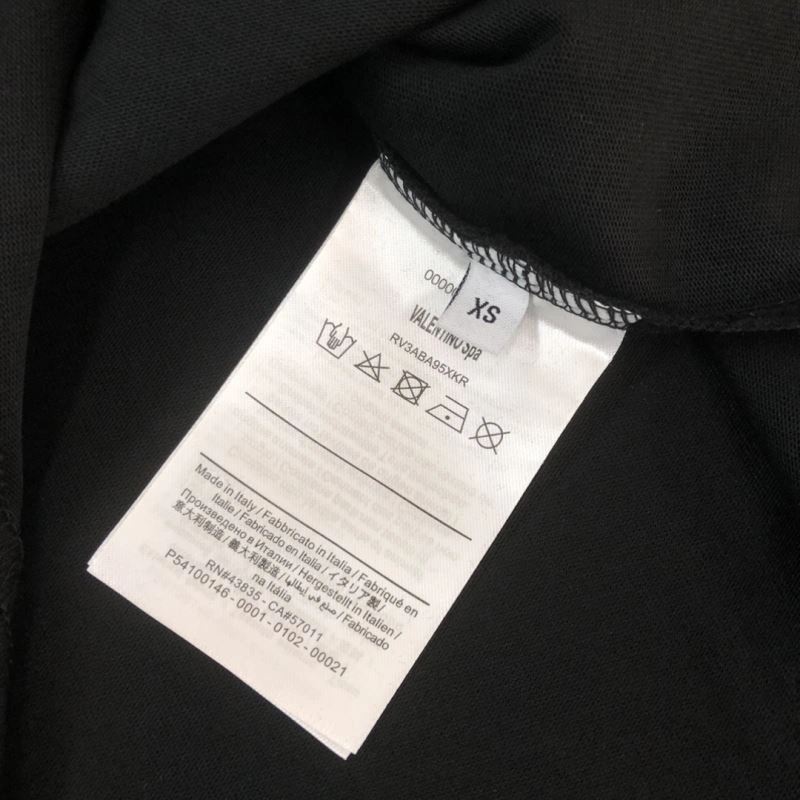 XS
VALENTINO Spa
RV3ABA95XKR
Made in Italy / Fabbricato in Italia / Fabriqué en
Italie / Fabricado en Italia / イタリア製 /
Произведено в Италии / Hergestellt in Italien /
意大利制造 / 義大利製造 / صنع في إيطاليا / Fabricado
na Itália
RN#43835 - CA#57011
P54100146 - 0001 - 0102 - 00021